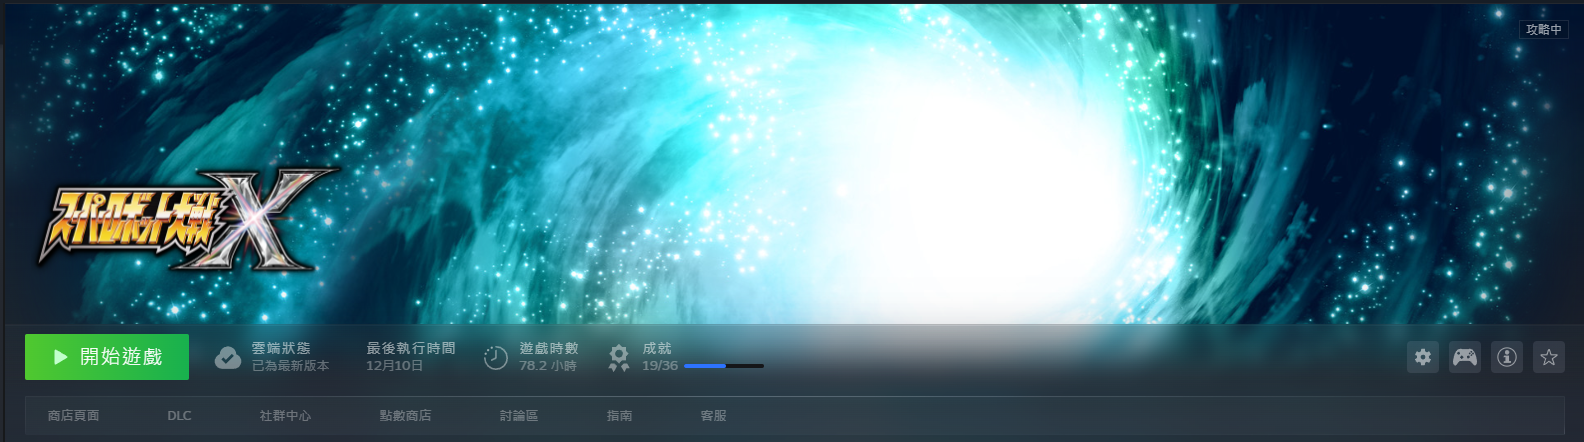 攻略中
スーパーロボット大戦X
開始遊戲
雲端狀態
已為最新版本
最後執行時間
12月10日
遊戲時數
78.2 小時
成就
19/36
商店頁面 DLC 社群中心 點數商店 討論區 指南 客服